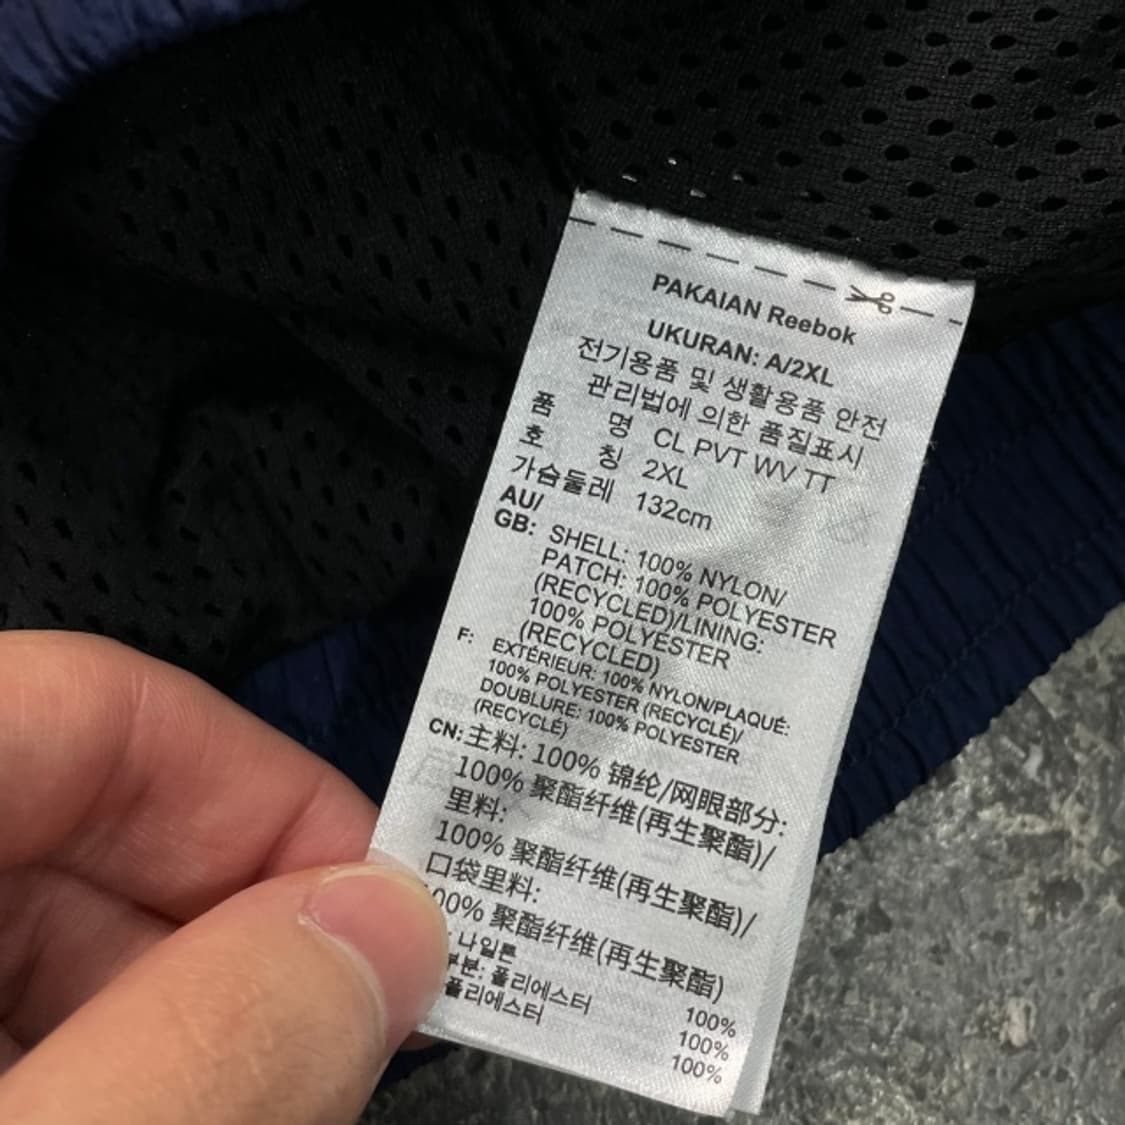 PAKAIAN Reebok
UKURAN: A/2XL
전기용품 및 생활용품 안전
관리법에 의한 품질표시
품 명 CL PVT WV TT
호 칭 2XL
가슴둘레 132cm
AU/
GB: SHELL: 100% NYLON/
PATCH: 100% POLYESTER
(RECYCLED)/LINING:
100% POLYESTER
(RECYCLED)
F: EXTÉRIEUR: 100% NYLON/PLAQUÉ:
100% POLYESTER (RECYCLÉ)/
DOUBLURE: 100% POLYESTER
(RECYCLÉ)
CN: 主料: 100% 锦纶/网眼部分:
100% 聚酯纤维(再生聚酯)/
里料:
100% 聚酯纤维(再生聚酯)/
口袋里料:
100% 聚酯纤维(再生聚酯)
나일론 100%
폴리에스터 100%
폴리에스터 100%